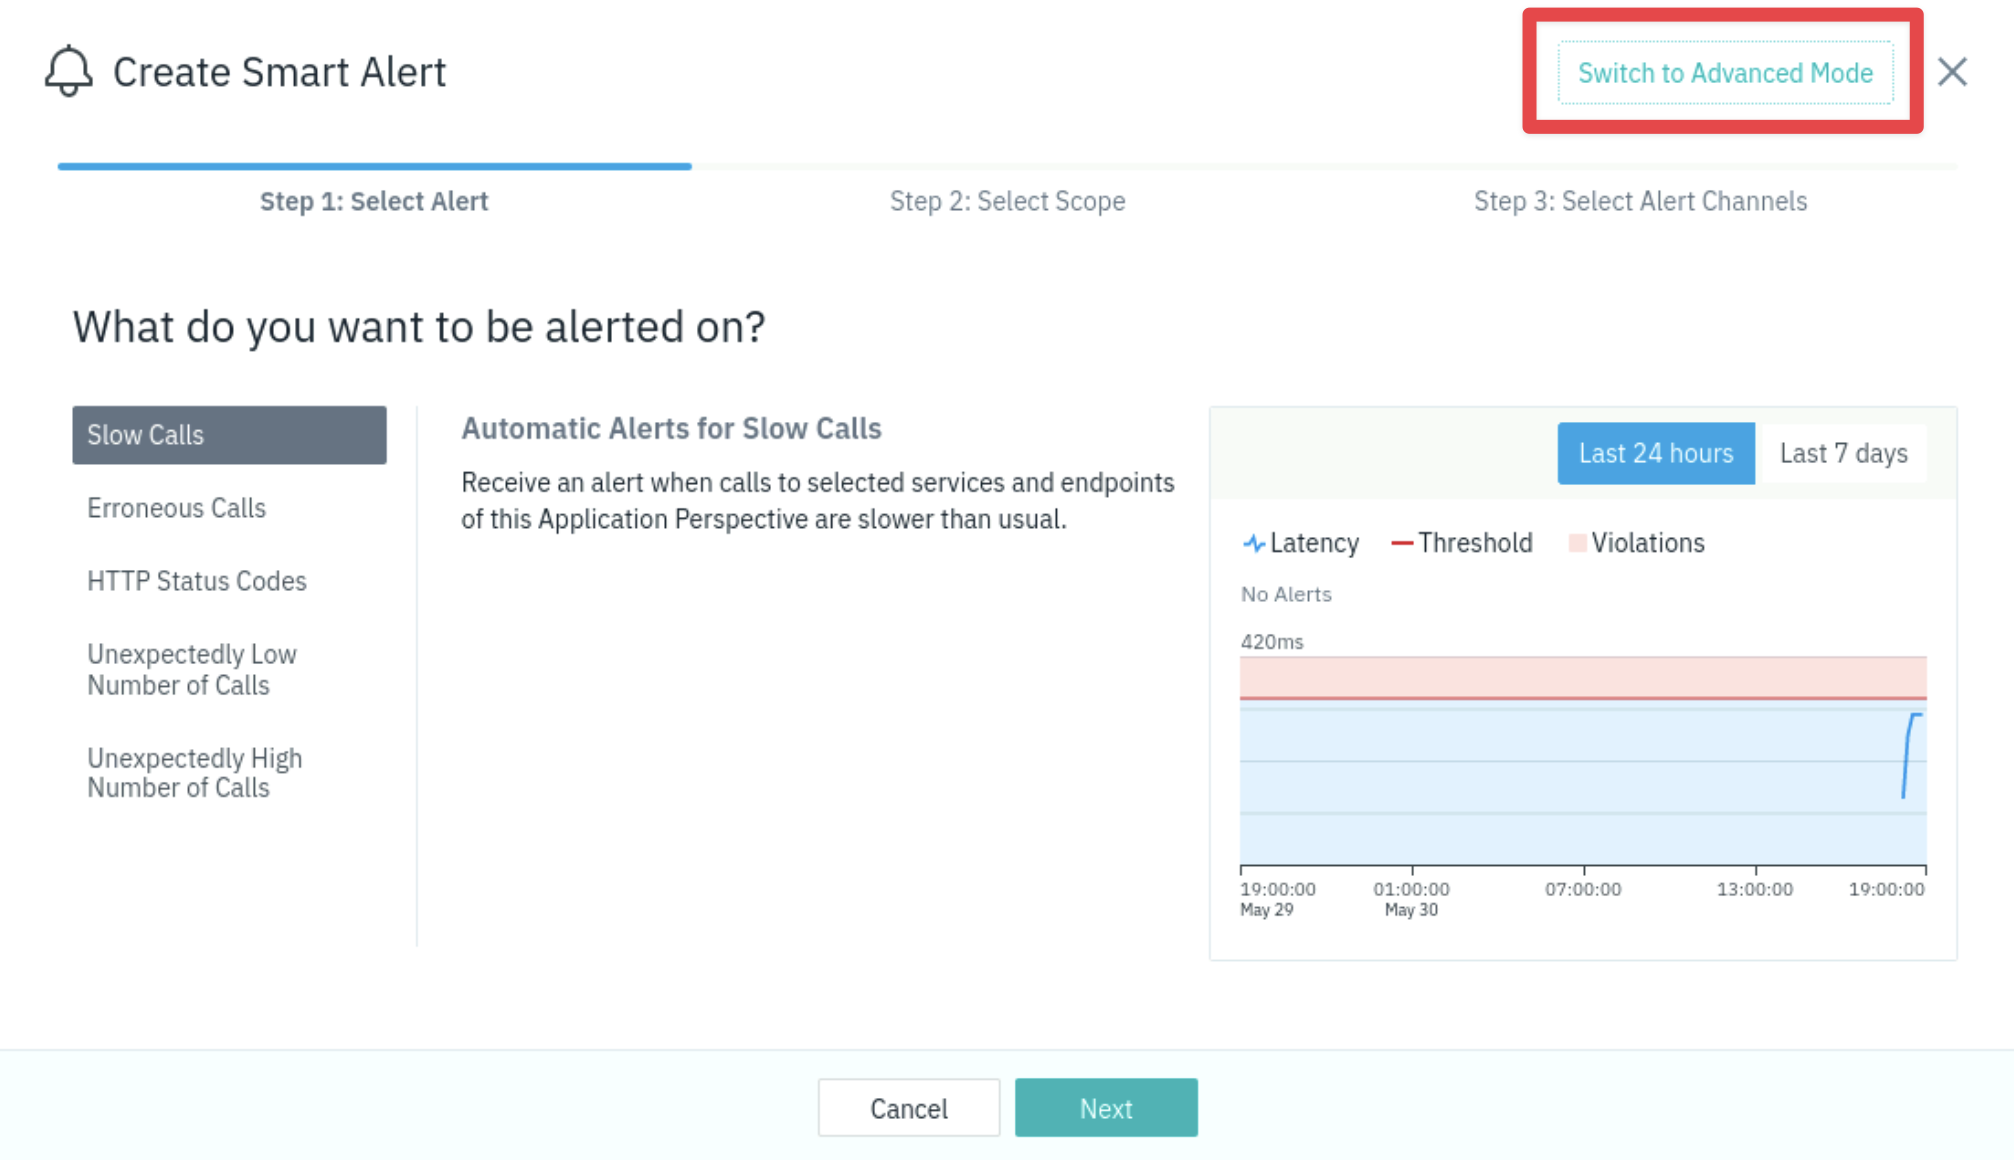 Create Smart Alert
Switch to Advanced Mode
Step 1: Select Alert
Step 2: Select Scope
Step 3: Select Alert Channels
What do you want to be alerted on?
Slow Calls
Erroneous Calls
HTTP Status Codes
Unexpectedly Low
Number of Calls
Unexpectedly High
Number of Calls
Automatic Alerts for Slow Calls
Receive an alert when calls to selected services and endpoints
of this Application Perspective are slower than usual.
Last 24 hours
Last 7 days
Latency
Threshold
Violations
No Alerts
420ms
19:00:00 01:00:00 07:00:00 13:00:00 19:00:00
May 29 May 30
Cancel
Next